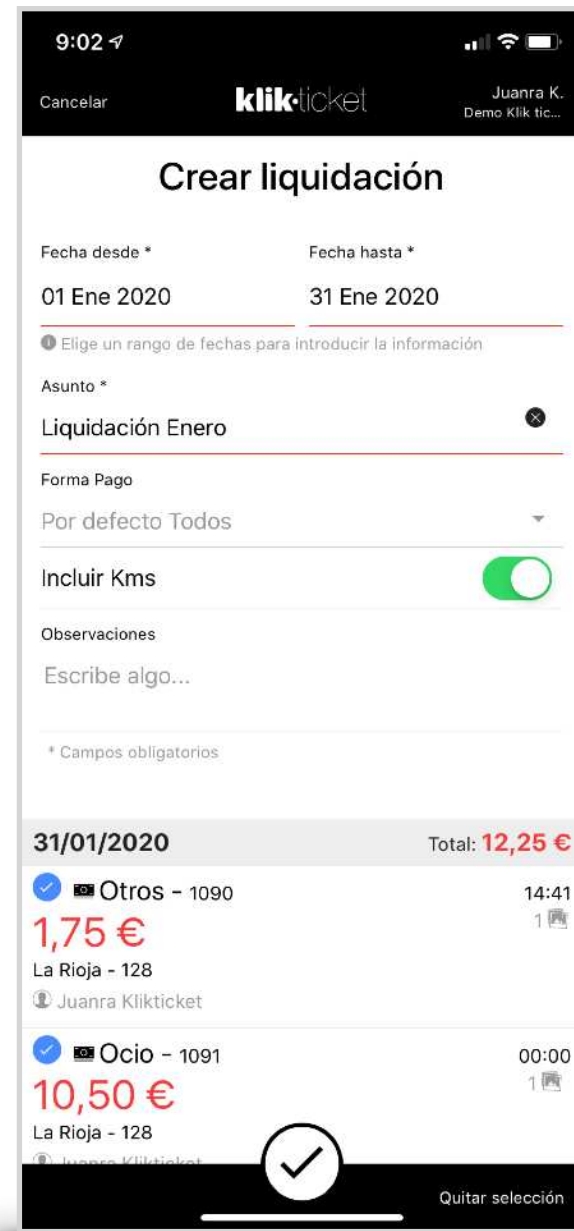 9:02
Cancelar
klik·ticket
Juanra K.
Demo Klik tic...
Crear liquidación
Fecha desde * Fecha hasta *
01 Ene 2020 31 Ene 2020
Elige un rango de fechas para introducir la información
Asunto *
Liquidación Enero
Forma Pago
Por defecto Todos
Incluir Kms
Observaciones
Escribe algo...
* Campos obligatorios
31/01/2020 Total: 12,25 €
Otros - 1090 14:41
1,75 € 1
La Rioja - 128
Juanra Klikticket
Ocio - 1091 00:00
10,50 € 1
La Rioja - 128
Juanra Klikticket
Quitar selección